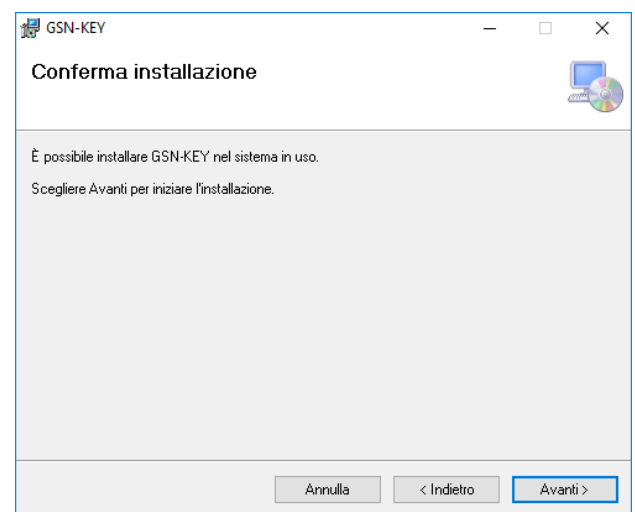 GSN-KEY
Conferma installazione
È possibile installare GSN-KEY nel sistema in uso.
Scegliere Avanti per iniziare l'installazione.
Annulla
< Indietro
Avanti >